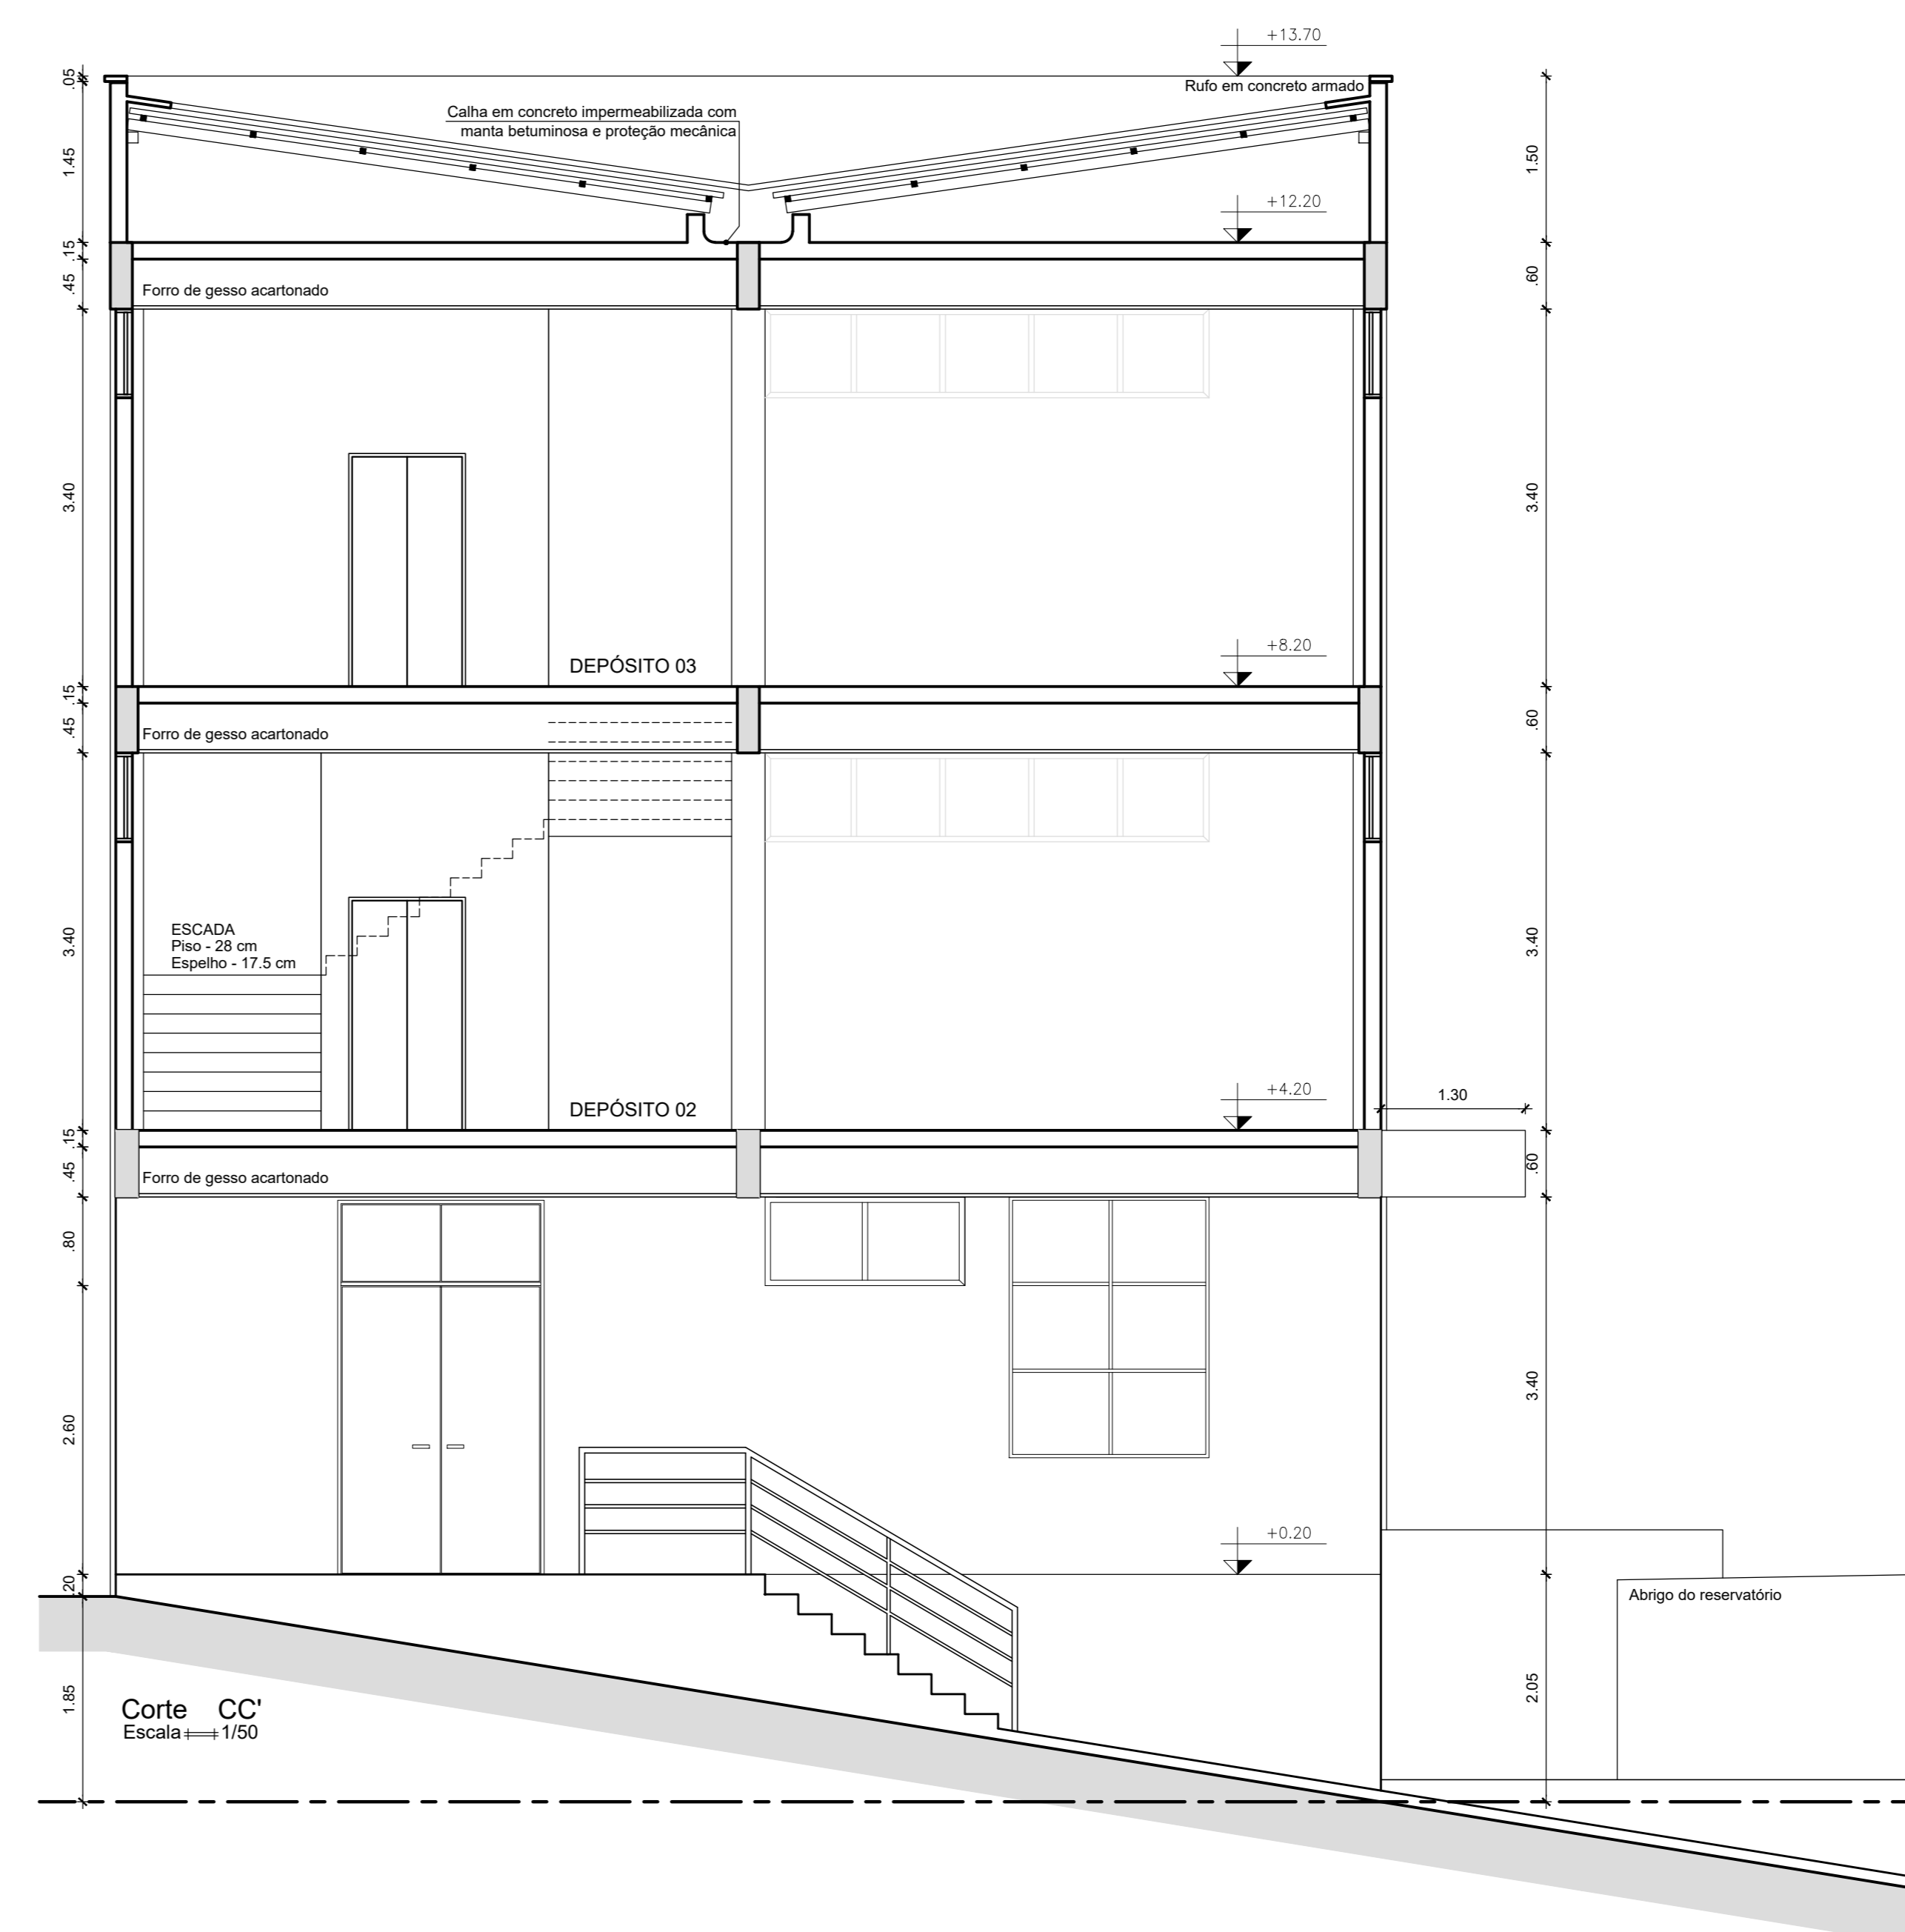 +13.70
Rufo em concreto armado
Calha em concreto impermeabilizada com
manta betuminosa e proteção mecânica
+12.20
Forro de gesso acartonado
DEPÓSITO 03
+8.20
Forro de gesso acartonado
ESCADA
Piso - 28 cm
Espelho - 17.5 cm
DEPÓSITO 02
+4.20
1.30
Forro de gesso acartonado
+0.20
Abrigo do reservatório
Corte CC'
Escala 1/50
.05
1.45
.15
.45
3.40
.15
.45
3.40
.15
.45
.80
2.60
.20
1.85
1.50
.60
3.40
.60
3.40
.60
3.40
2.05